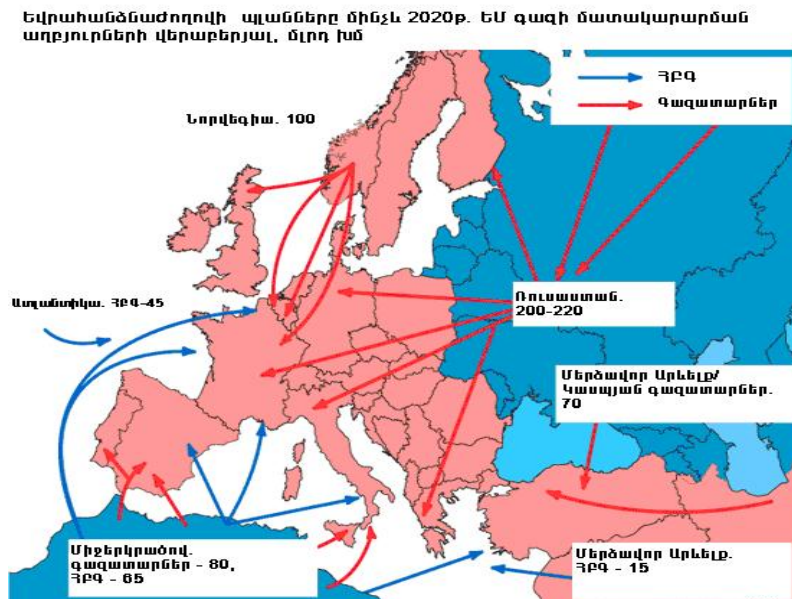 Եվրահանձնաժողովի պլանները մինչև 2020թ. ԵՄ գազի մատակարարման
աղբյուրների վերաբերյալ, մլրդ խմ
ՀԲԳ
Գազատարներ
Նորվեգիա. 100
Ատլանտիկա. ՀԲԳ-45
Ռուսաստան.
200-220
Մերձավոր Արևելք/
Կասպյան գազատարներ.
70
Միջերկրածով.
գազատարներ - 80,
ՀԲԳ - 65
Մերձավոր Արևելք.
ՀԲԳ - 15